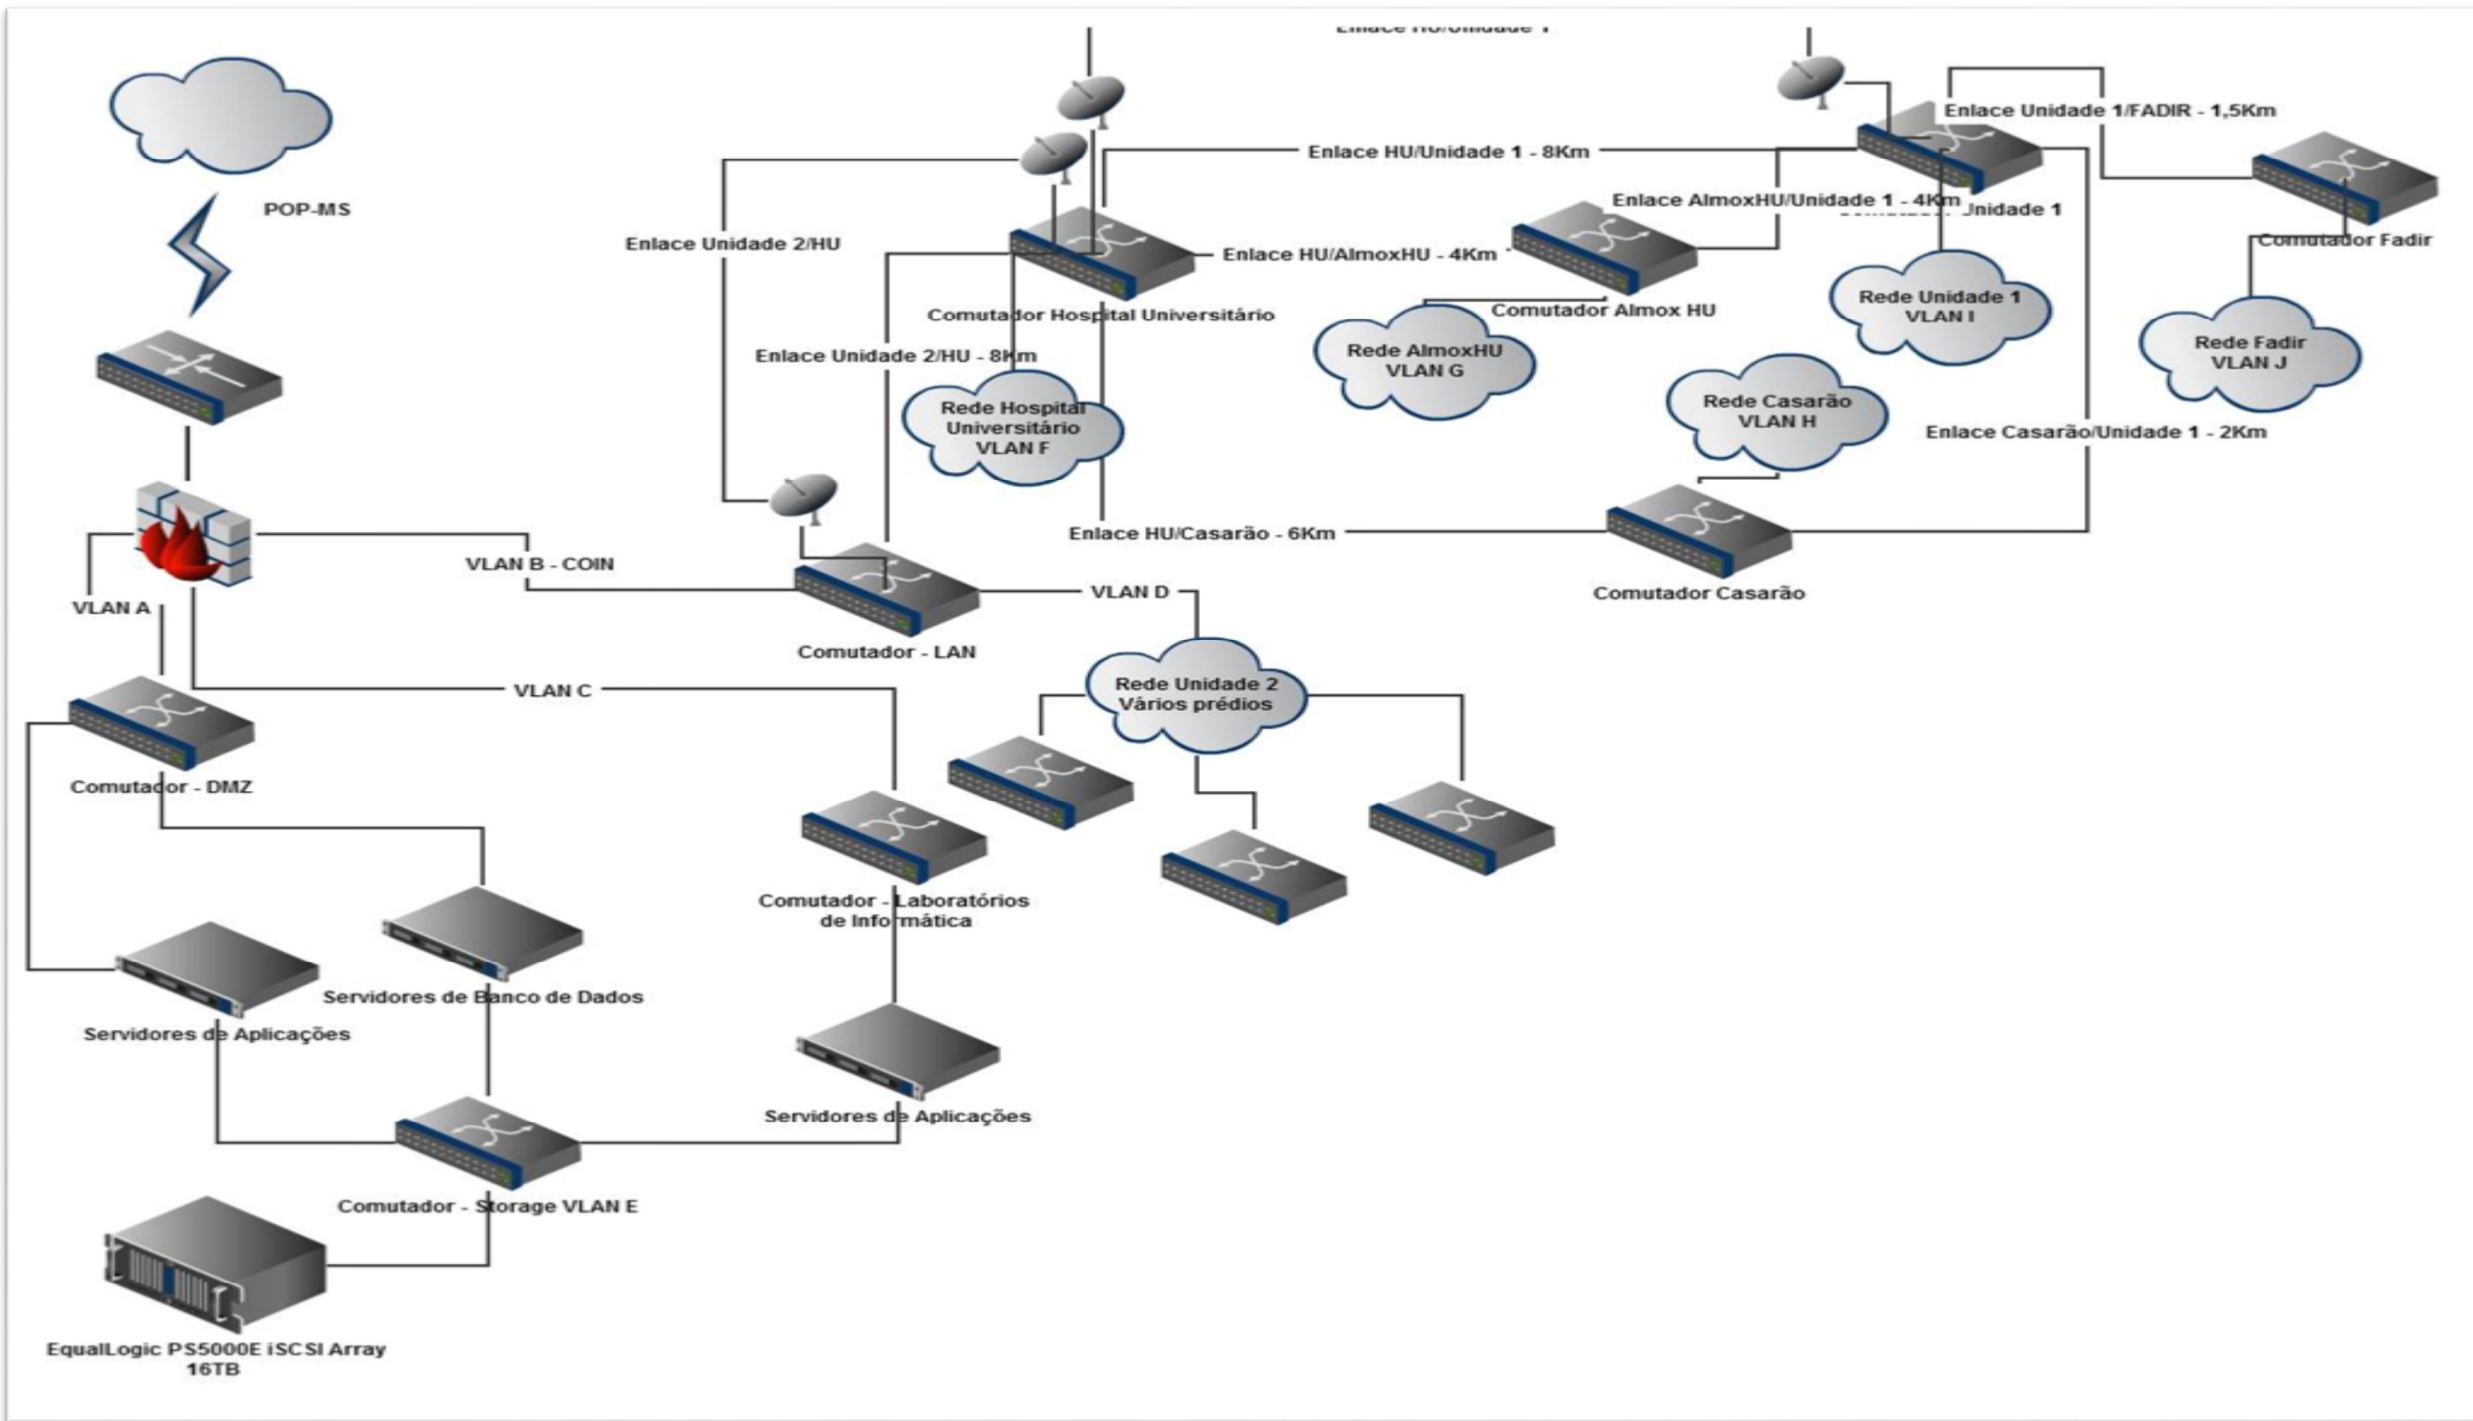 Enlace HU/Unidade 1
POP-MS
Enlace Unidade 1/FADIR - 1,5Km
Enlace HU/Unidade 1 - 8Km
Enlace AlmoxHU/Unidade 1 - 4Km
Unidade 1
Enlace Unidade 2/HU
Enlace HU/AlmoxHU - 4Km
Comutador Fadir
Comutador Hospital Universitário
Comutador Almox HU
Rede Unidade 1
VLAN I
Rede Fadir
VLAN J
Enlace Unidade 2/HU - 8Km
Rede AlmoxHU
VLAN G
Rede Hospital
Universitário
VLAN F
Rede Casarão
VLAN H
Enlace Casarão/Unidade 1 - 2Km
Enlace HU/Casarão - 6Km
VLAN B - COIN
VLAN A
VLAN D
Comutador Casarão
Comutador - LAN
VLAN C
Rede Unidade 2
Vários prédios
Comutador - DMZ
Comutador - Laboratórios
de Informática
Servidores de Banco de Dados
Servidores de Aplicações
Servidores de Aplicações
Comutador - Storage VLAN E
EqualLogic PS5000E iSCSI Array
16TB